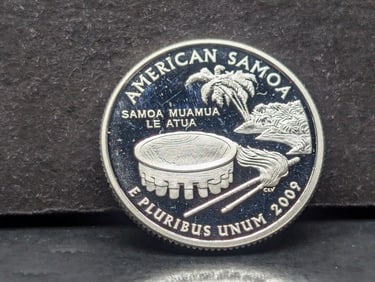 AMERICAN SAMOA
SAMOA MUAMUA
LE ATUA
CLV
E PLURIBUS UNUM 2009